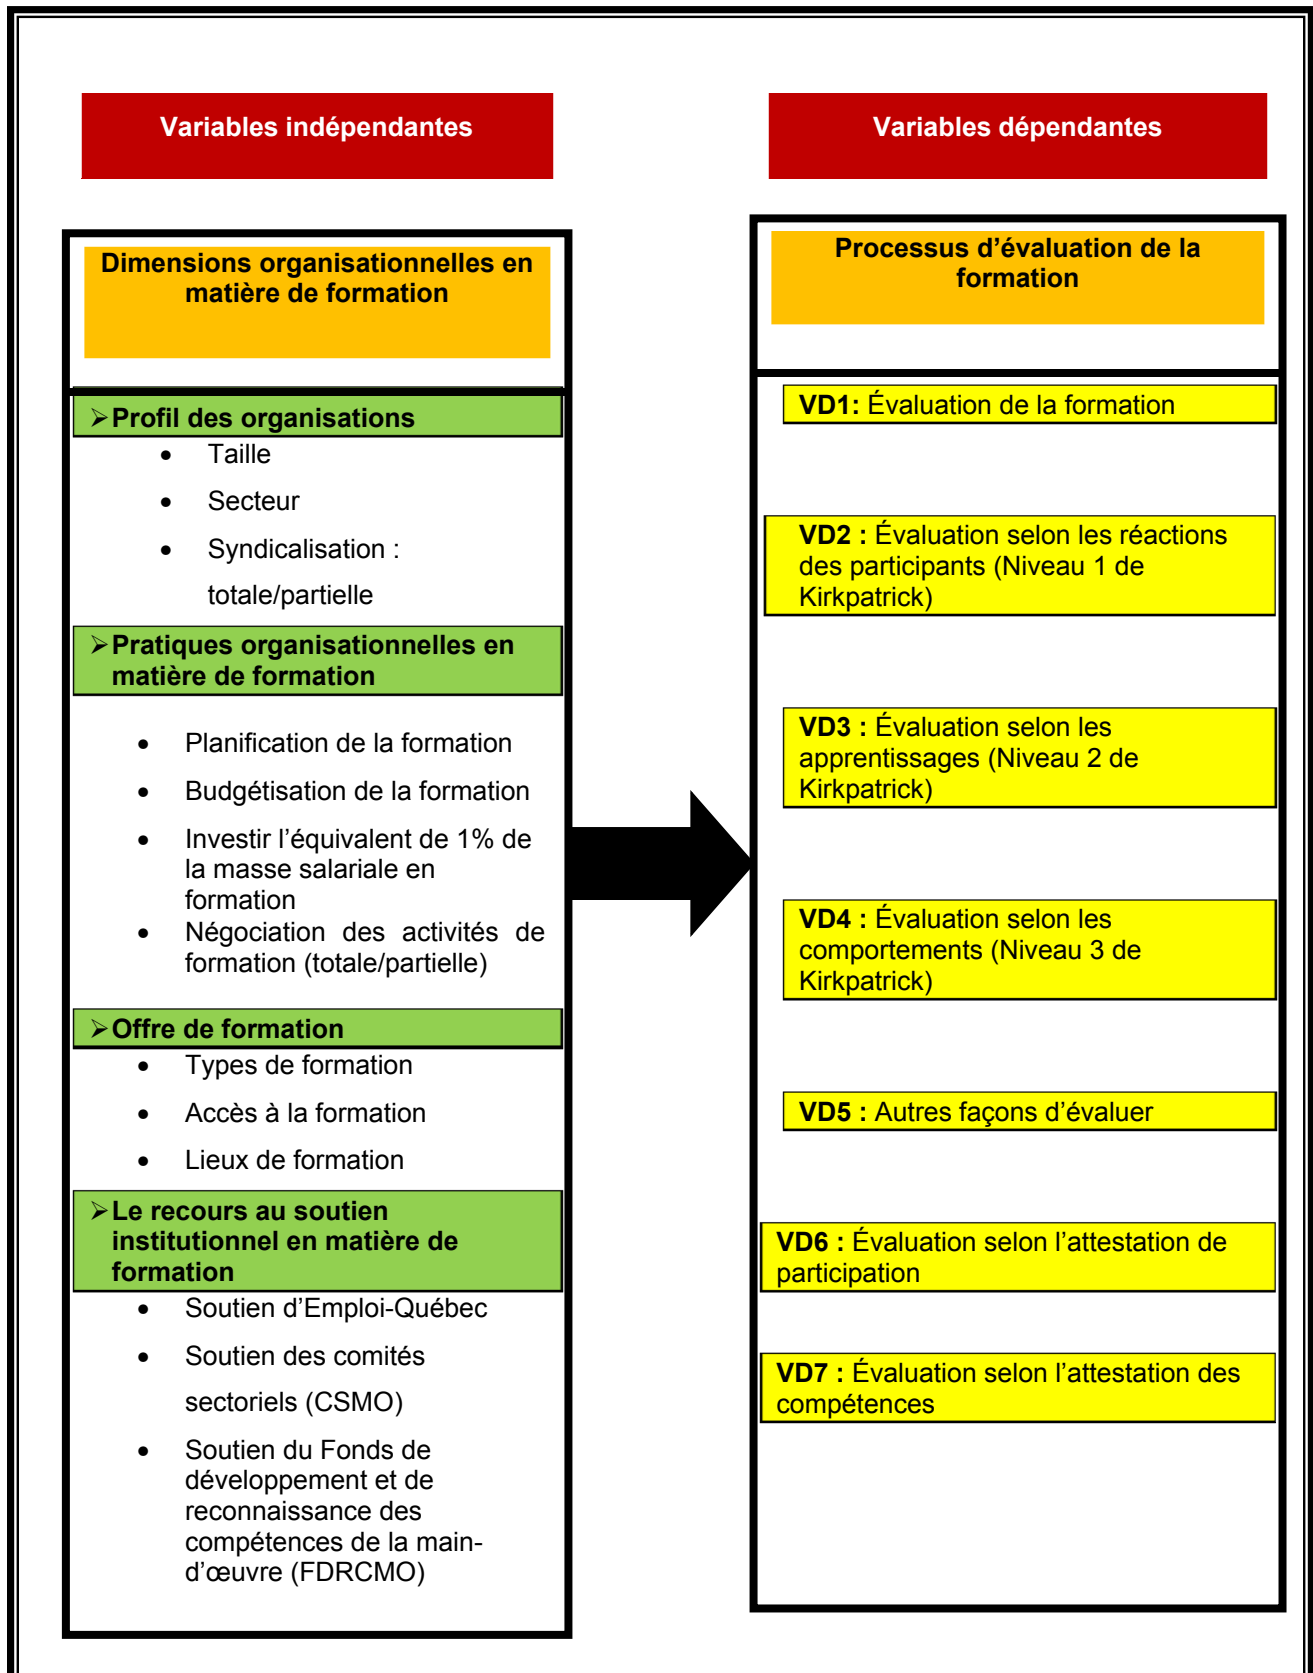 Variables indépendantes
Dimensions organisationnelles en
matière de formation
➢Profil des organisations
• Taille
• Secteur
• Syndicalisation :
totale/partielle
➢Pratiques organisationnelles en
matière de formation
• Planification de la formation
• Budgétisation de la formation
• Investir l’équivalent de 1% de
la masse salariale en
formation
• Négociation des activités de
formation (totale/partielle)
➢Offre de formation
• Types de formation
• Accès à la formation
• Lieux de formation
➢Le recours au soutien
institutionnel en matière de
formation
• Soutien d’Emploi-Québec
• Soutien des comités
sectoriels (CSMO)
• Soutien du Fonds de
développement et de
reconnaissance des
compétences de la main-
d’œuvre (FDRCMO)
Variables dépendantes
Processus d’évaluation de la
formation
VD1: Évaluation de la formation
VD2 : Évaluation selon les réactions
des participants (Niveau 1 de
Kirkpatrick)
VD3 : Évaluation selon les
apprentissages (Niveau 2 de
Kirkpatrick)
VD4 : Évaluation selon les
comportements (Niveau 3 de
Kirkpatrick)
VD5 : Autres façons d’évaluer
VD6 : Évaluation selon l’attestation de
participation
VD7 : Évaluation selon l’attestation des
compétences